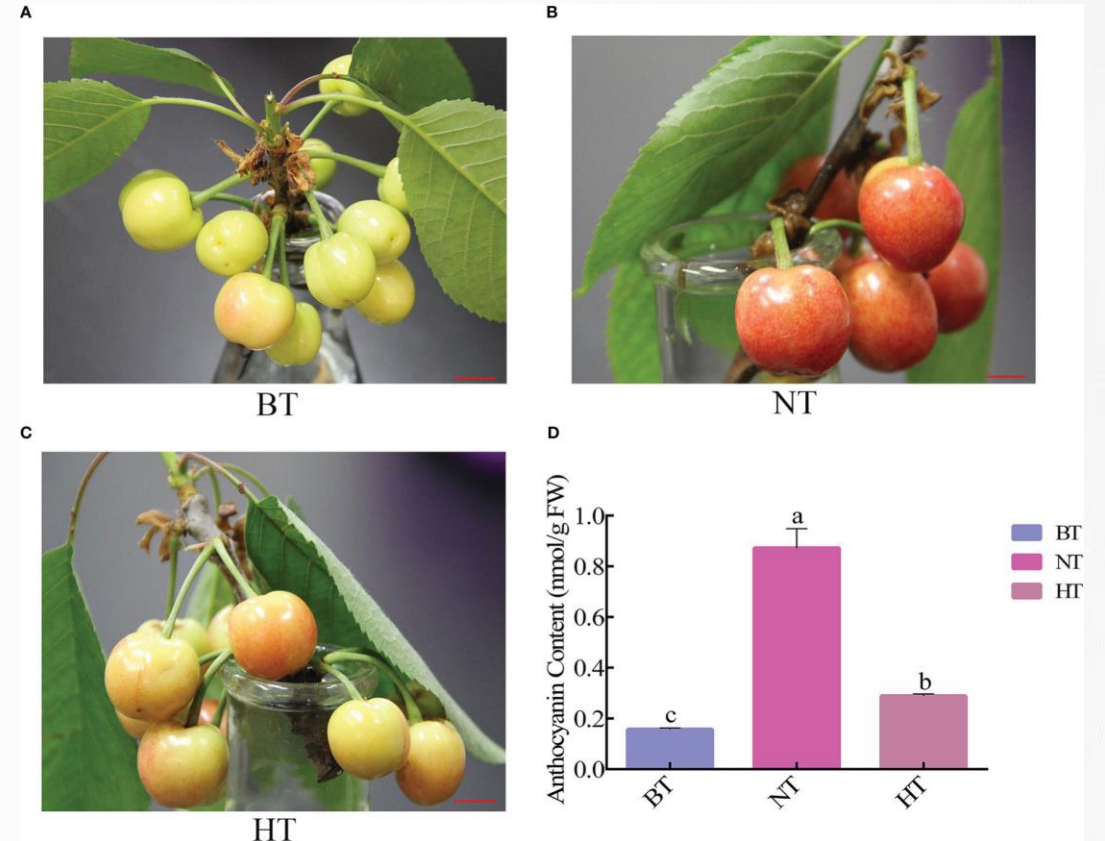 A
B
BT
NT
C
D
HT
Anthocyanin Content (nmol/g FW)
1.0
0.8
0.6
0.4
0.2
0.0
a
b
c
BT
NT
HT
BT
NT
HT